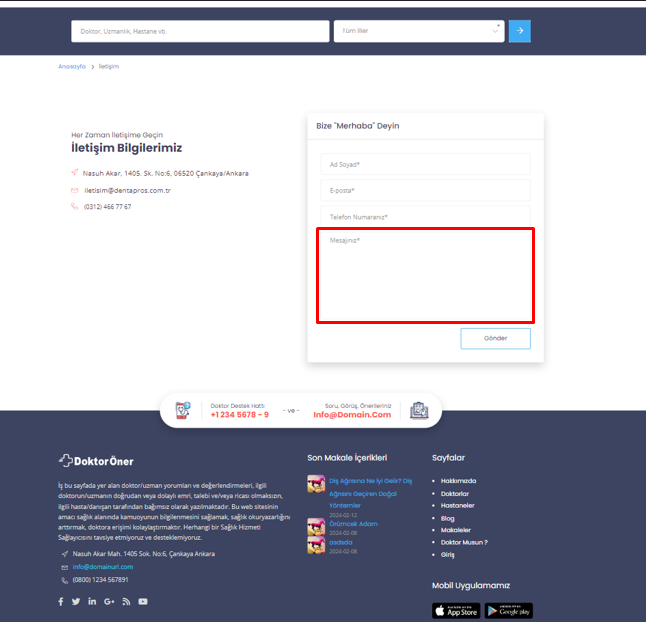 Doktor, Uzmanlık, Hastane vb.
Tüm İller
Anasayfa > İletişim
Her Zaman İletişime Geçin
İletişim Bilgilerimiz
Nasuh Akar, 1405. Sk. No:6, 06520 Çankaya/Ankara
iletisim@dentapros.com.tr
(0312) 466 77 67
Bize "Merhaba" Deyin
Ad Soyad*
E-posta*
Telefon Numaranız*
Mesajınız*
Gönder
Doktor Destek Hattı
+1 234 5678 - 9
- ve -
Soru, Görüş, Önerileriniz
Info@Domain.Com
DoktorÖner
İş bu sayfada yer alan doktor/uzman yorumları ve değerlendirmeleri, ilgili
doktorun/uzmanın doğrudan veya dolaylı emri, talebi ve/veya ricası olmaksızın,
ilgili hasta/danışan tarafından bağımsız olarak yazılmaktadır. Bu web sitesinin
amacı sağlık alanında kamuoyunun bilgilenmesini sağlamak, sağlık okuryazarlığını
arttırmak, doktora erişimi kolaylaştırmaktır. Herhangi bir Sağlık Hizmeti
Sağlayıcısını tavsiye etmiyoruz ve desteklemiyoruz.
Nasuh Akar Mah. 1405 Sok. No:6, Çankaya Ankara
info@domainurl.com
(0800) 1234 567891
Son Makale İçerikleri
Diş Ağrısına Ne İyi Gelir? Diş
Ağrısını Geçiren Doğal
Yöntemler
2024-02-12
Örümcek Adam
2024-02-08
asdsda
2024-02-08
Sayfalar
Hakkımızda
Doktorlar
Hastaneler
Blog
Makaleler
Doktor Musun ?
Giriş
Mobil Uygulamamız
App Store
Google play